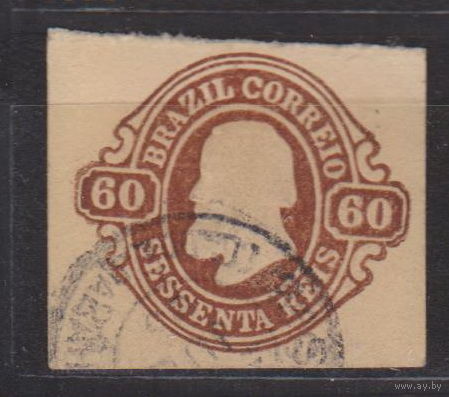 BRAZIL CORREIO
60
60
SESSENTA REIS
www.ay.by